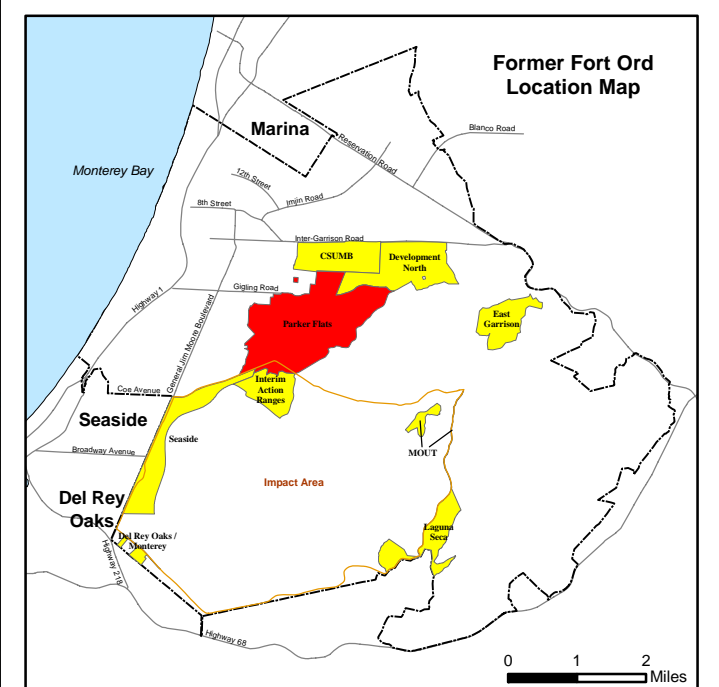 Former Fort Ord
Location Map
Marina
Blanco Road
Reservation Road
Monterey Bay
12th Street
Imjin Road
8th Street
Inter-Garrison Road
CSUMB
Development
North
Gigling Road
Highway 1
General Jim Moore Boulevard
East
Garrison
Parker Flats
Interim
Action
Ranges
Coe Avenue
Seaside
Seaside
MOUT
Broadway Avenue
Impact Area
Del Rey
Oaks
Laguna
Seca
Del Rey Oaks /
Monterey
Highway 218
Highway 68
0 1 2
Miles